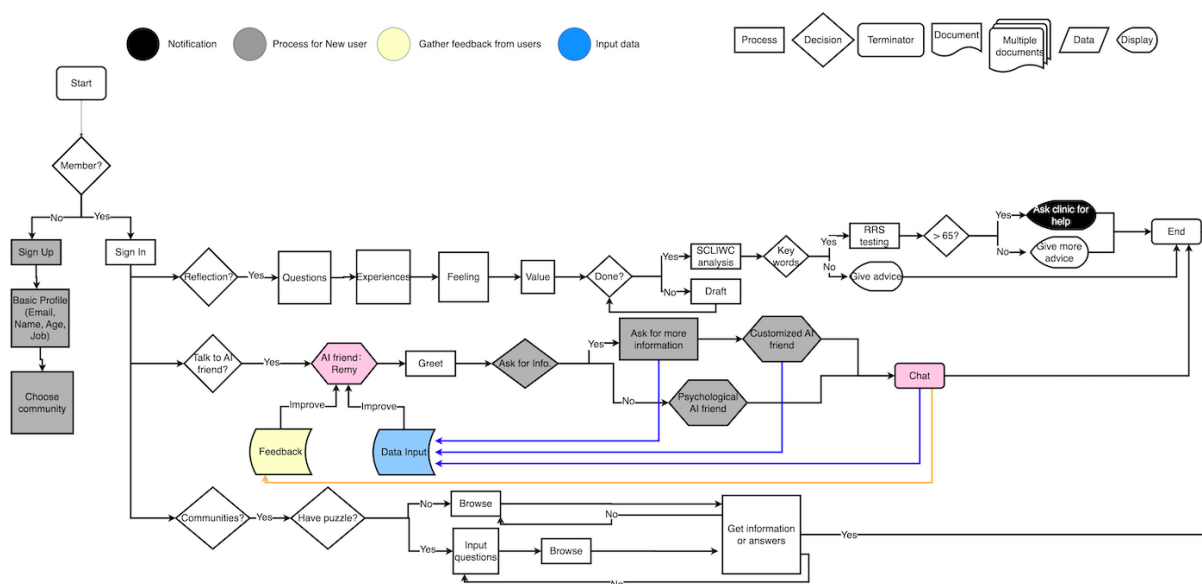 Notification
Process for New user
Gather feedback from users
Input data
Process
Decision
Terminator
Document
Multiple
documents
Data
Display
Start
Member?
No
Yes
Sign Up
Sign In
Basic Profile
(Email,
Name, Age,
Job)
Choose
community
Reflection?
Yes
Questions
Experiences
Feeling
Value
Done?
Yes
No
SCLIWC
analysis
Draft
Key
words
Yes
No
RRS
testing
Give advice
> 65?
Yes
No
Ask clinic for
help
Give more
advice
End
Talk to AI
friend?
Yes
AI friend:
Remy
Greet
Ask for Info.
Yes
No
Ask for more
information
Customized AI
friend
Psychological
AI friend
Chat
Improve
Improve
Feedback
Data Input
Communities?
Yes
Have puzzle?
No
Yes
Browse
No
Input
questions
Browse
Get information
or answers
Yes
No